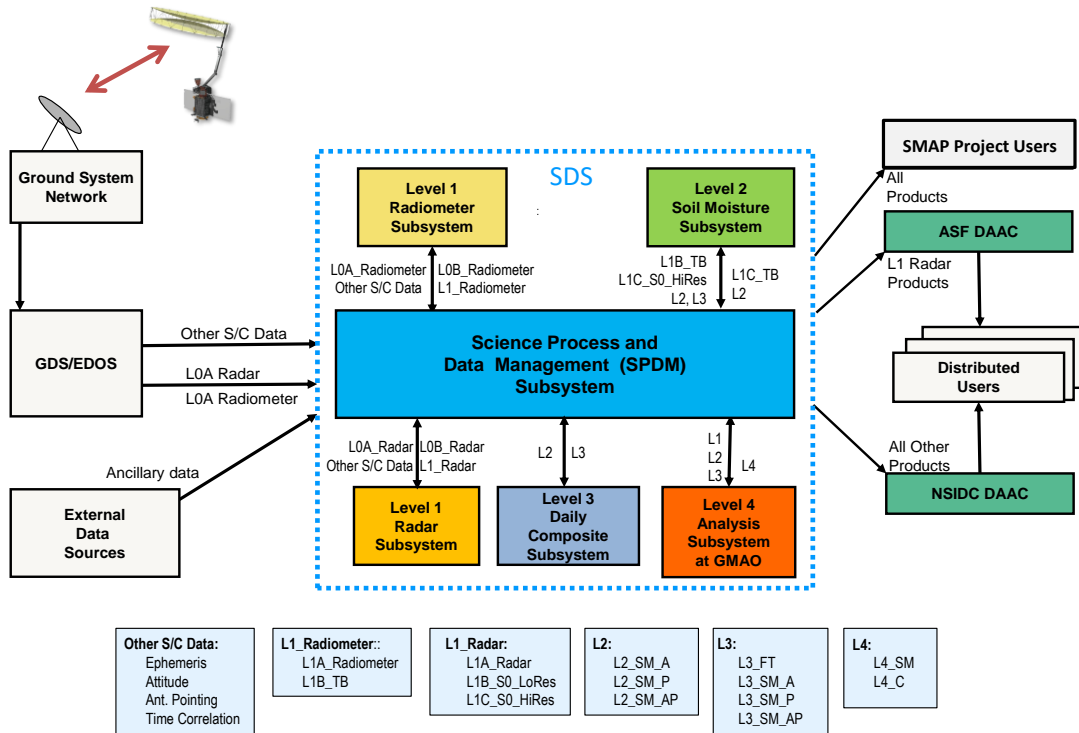 SDS
Ground System
Network
GDS/EDOS
External
Data
Sources
Other S/C Data
L0A Radar
L0A Radiometer
Ancillary data
Level 1
Radiometer
Subsystem
:
Level 2
Soil Moisture
Subsystem
L0A_Radiometer
Other S/C Data
L0B_Radiometer
L1_Radiometer
L1B_TB
L1C_S0_HiRes
L2, L3
L1C_TB
L2
Science Process and
Data Management (SPDM)
Subsystem
L0A_Radar
Other S/C Data
L0B_Radar
L1_Radar
L2
L3
L1
L2
L3
L4
Level 1
Radar
Subsystem
Level 3
Daily
Composite
Subsystem
Level 4
Analysis
Subsystem
at GMAO
SMAP Project Users
All
Products
ASF DAAC
L1 Radar
Products
Distributed
Users
All Other
Products
NSIDC DAAC
Other S/C Data:
Ephemeris
Attitude
Ant. Pointing
Time Correlation
L1_Radiometer::
L1A_Radiometer
L1B_TB
L1_Radar:
L1A_Radar
L1B_S0_LoRes
L1C_S0_HiRes
L2:
L2_SM_A
L2_SM_P
L2_SM_AP
L3:
L3_FT
L3_SM_A
L3_SM_P
L3_SM_AP
L4:
L4_SM
L4_C